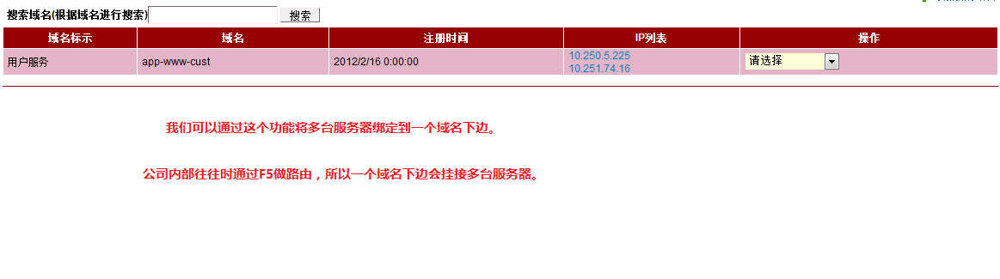 搜索域名(根据域名进行搜索) 搜索
域名标示 域名 注册时间 IP列表 操作
用户服务 app-www-cust 2012/2/16 0:00:00 10.250.5.225 请选择
10.251.74.16
我们可以通过这个功能将多台服务器绑定到一个域名下边。
公司内部往往时通过F5做路由，所以一个域名下边会挂接多台服务器。